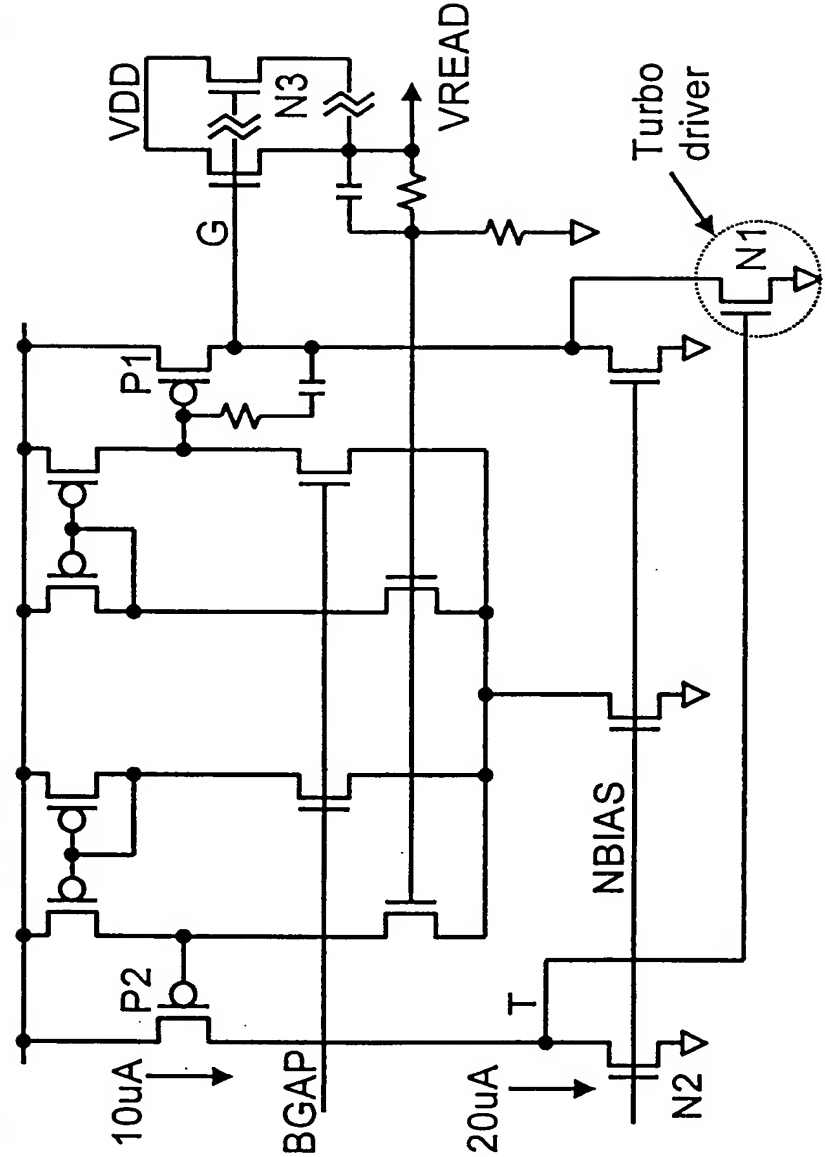 VDD
N3
VREAD
G
Turbo
driver
N1
P1
NBIAS
P2
T
10uA
BGAP
20uA
N2